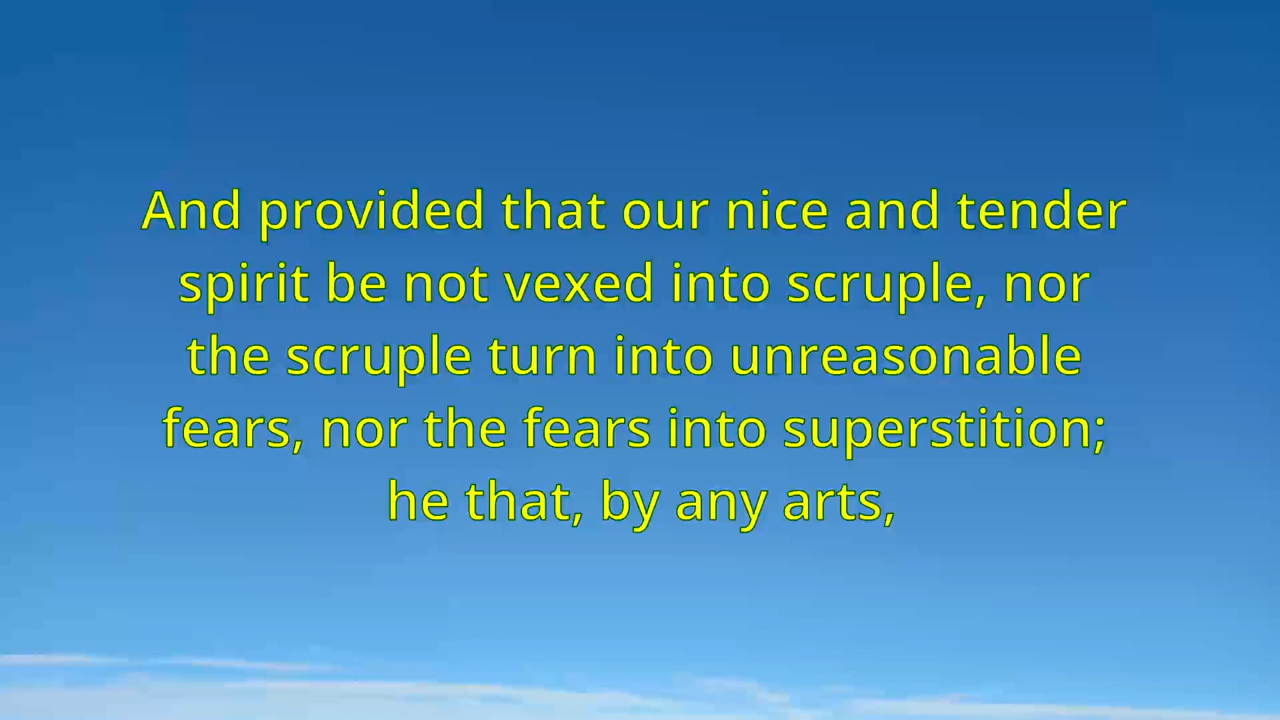 And provided that our nice and tender
spirit be not vexed into scruple, nor
the scruple turn into unreasonable
fears, nor the fears into superstition;
he that, by any arts,